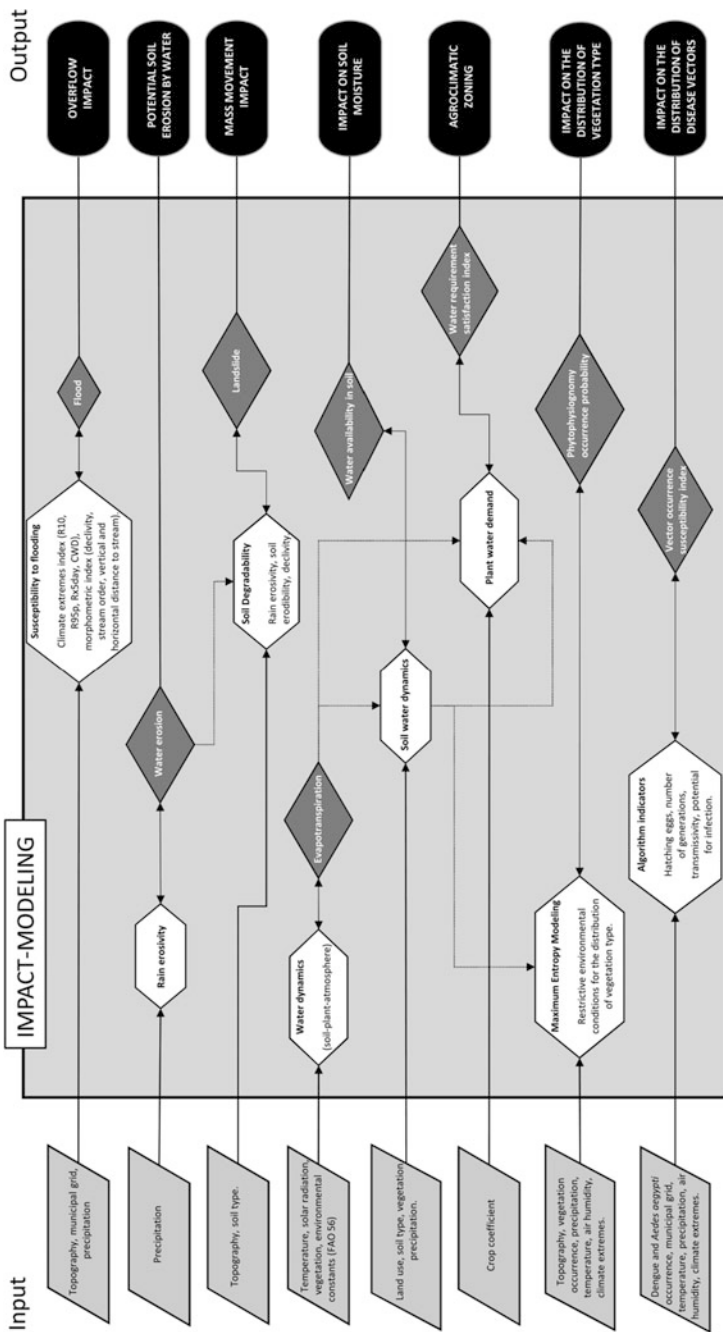 Input
IMPACT-MODELING
Output
Topography, municipal grid,
precipitation
Susceptibility to flooding
Climate extremes index (R10,
R95p, Rx5day, CWD),
morphometric index (declivity,
stream order, vertical and
horizontal distance to stream).
Flood
OVERFLOW
IMPACT
Precipitation
Rain erosivity
Water erosion
POTENTIAL SOIL
EROSION BY WATER
Topography, soil type.
Soil Degradability
Rain erosivity, soil
erodibility, declivity
Landslide
MASS MOVEMENT
IMPACT
Temperature, solar radiation,
vegetation, environmental
constants (FAO 56)
Water dynamics
(soil-plant-atmosphere)
Evapotranspiration
Water availability in soil
IMPACT ON SOIL
MOISTURE
Land use, soil type, vegetation,
precipitation.
Soil water dynamics
Crop coefficient
Plant water demand
Water requirement
satisfaction index
AGROCLIMATIC
ZONING
Topography, vegetation
occurrence, precipitation,
temperature, air humidity,
climate extremes.
Maximum Entropy Modeling
Restrictive environmental
conditions for the distribution
of vegetation type.
Phytophysiognomy
occurrence probability
IMPACT ON THE
DISTRIBUTION OF
VEGETATION TYPE
Dengue and Aedes aegypti
occurrence, municipal grid,
temperature, precipitation, air
humidity, climate extremes.
Algorithm indicators
Hatching eggs, number
of generations,
transmissivity, potential
for infection.
Vector occurrence
susceptibility index
IMPACT ON THE
DISTRIBUTION OF
DISEASE VECTORS